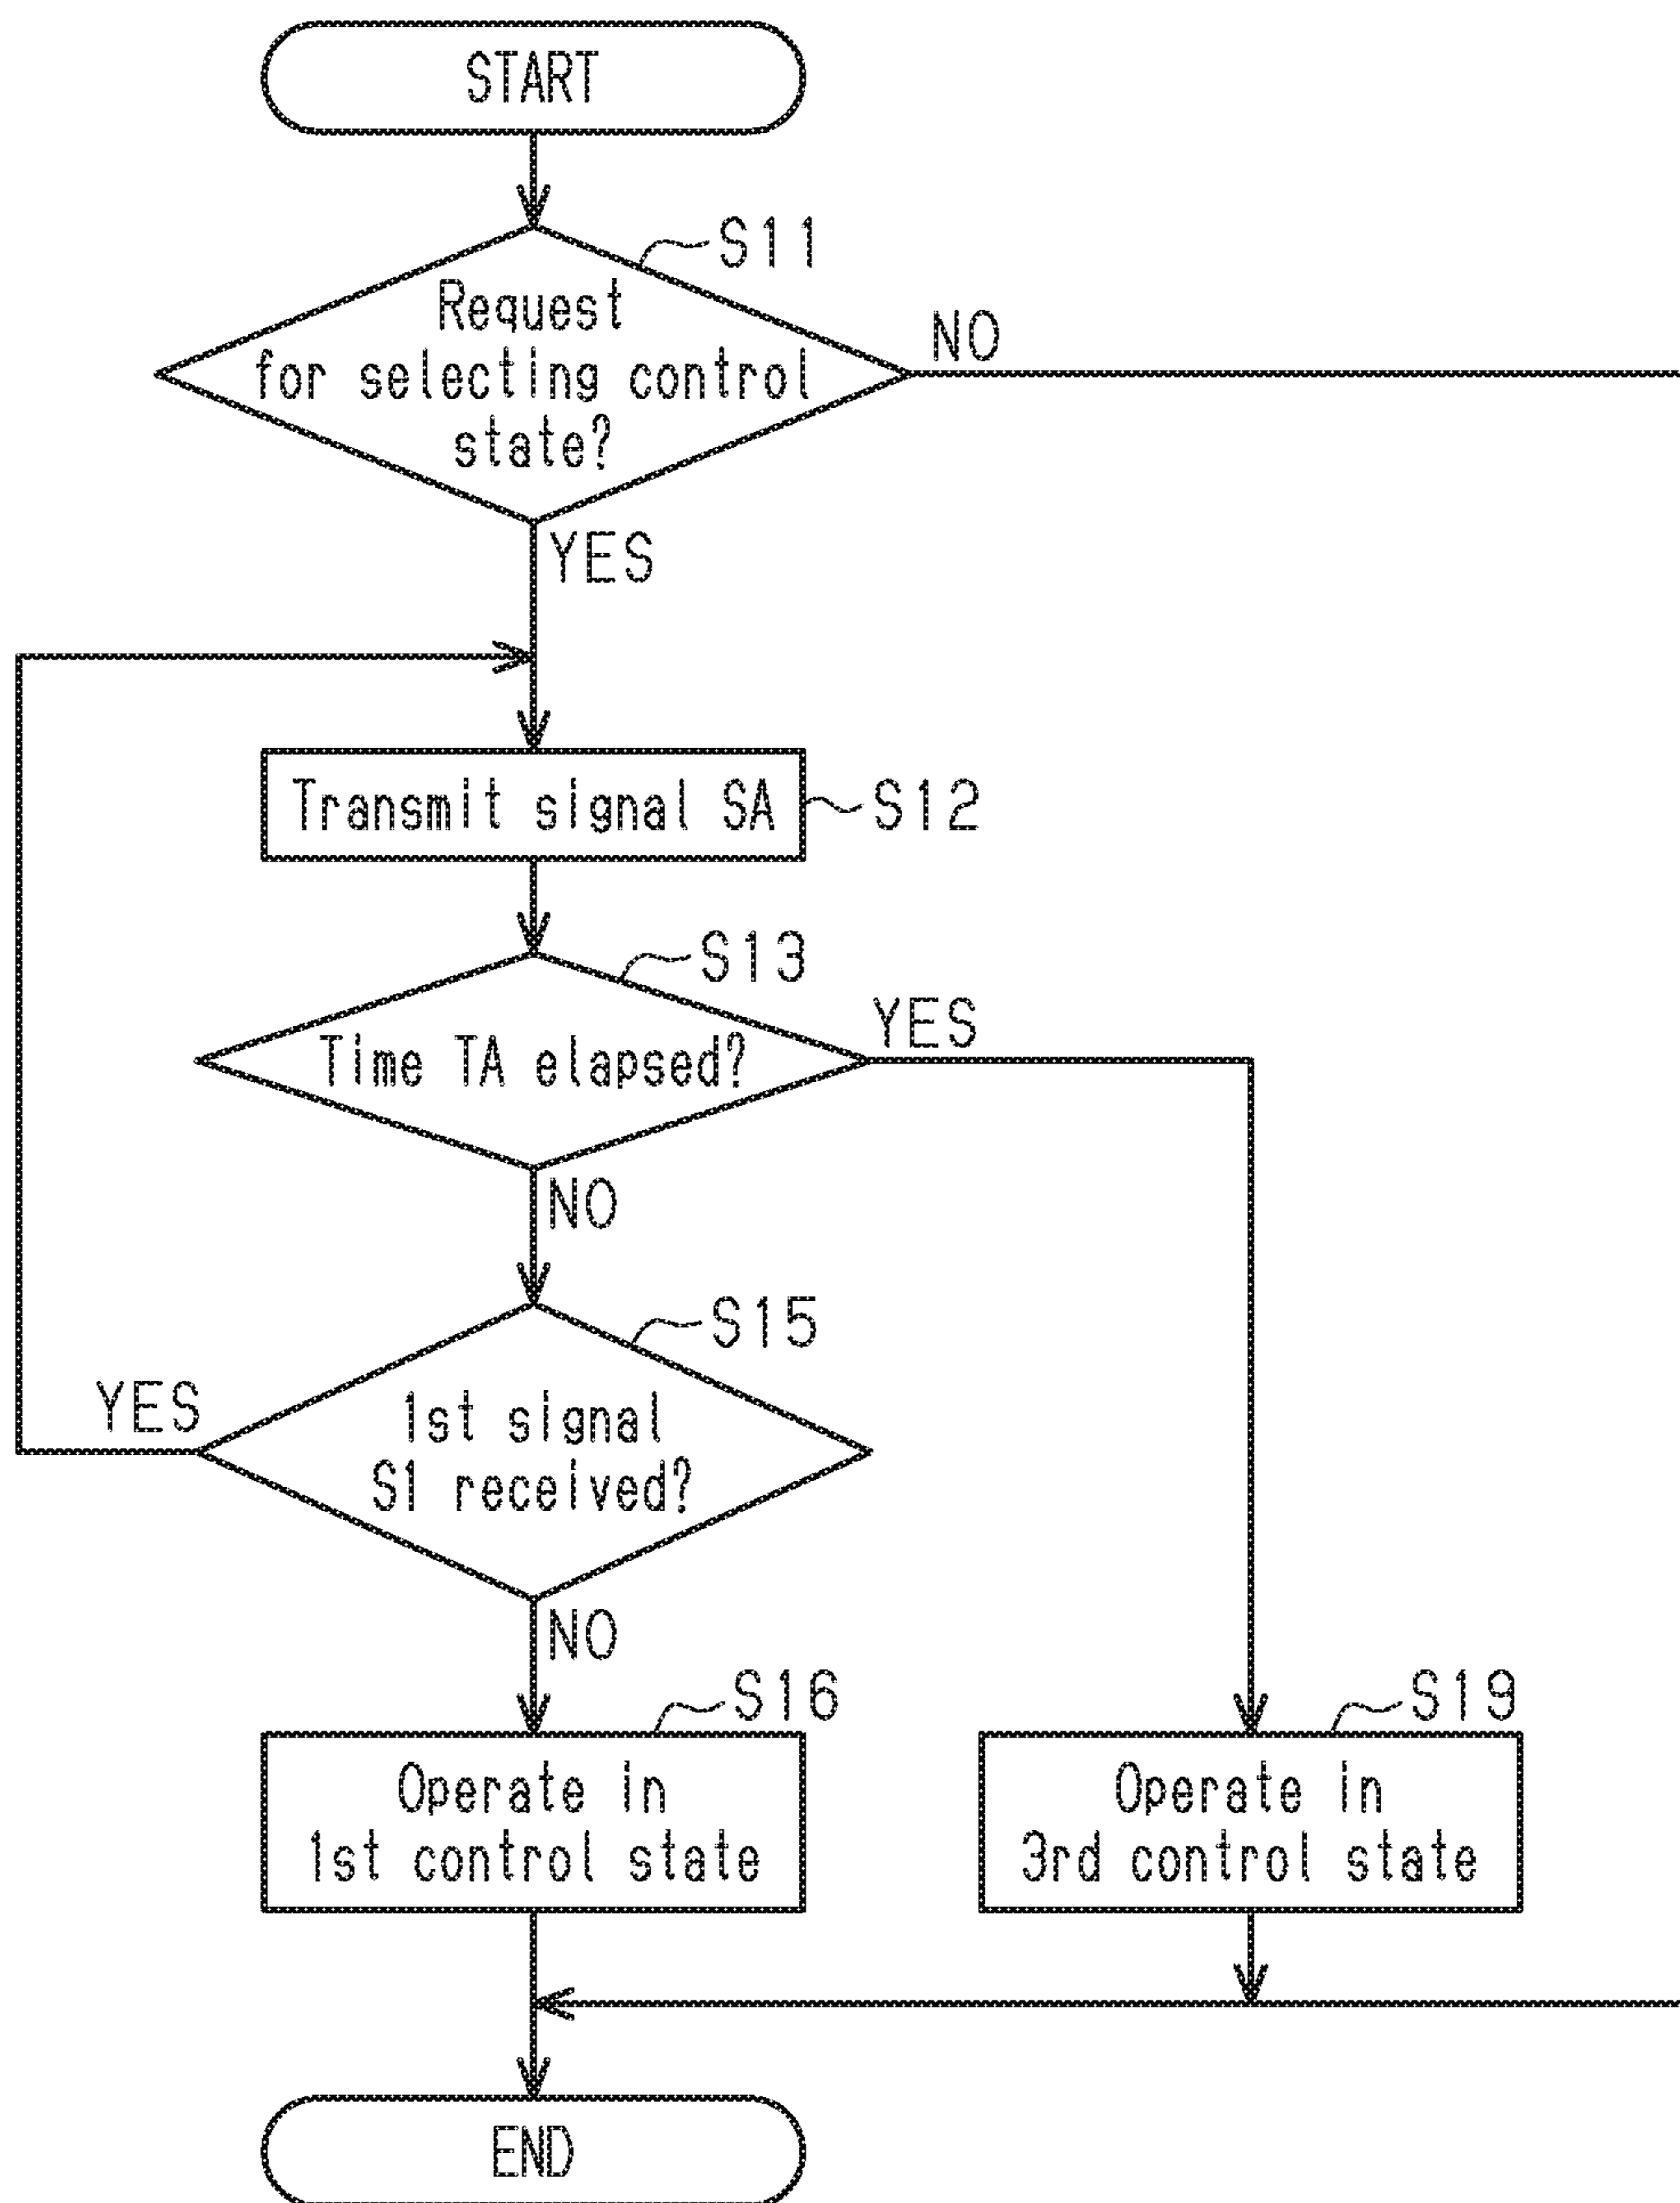 START
S11
Request
for selecting control
state?
NO
YES
Transmit signal SA
S12
S13
Time TA elapsed?
YES
NO
S15
1st signal
S1 received?
YES
NO
S16
Operate in
1st control state
S19
Operate in
3rd control state
END